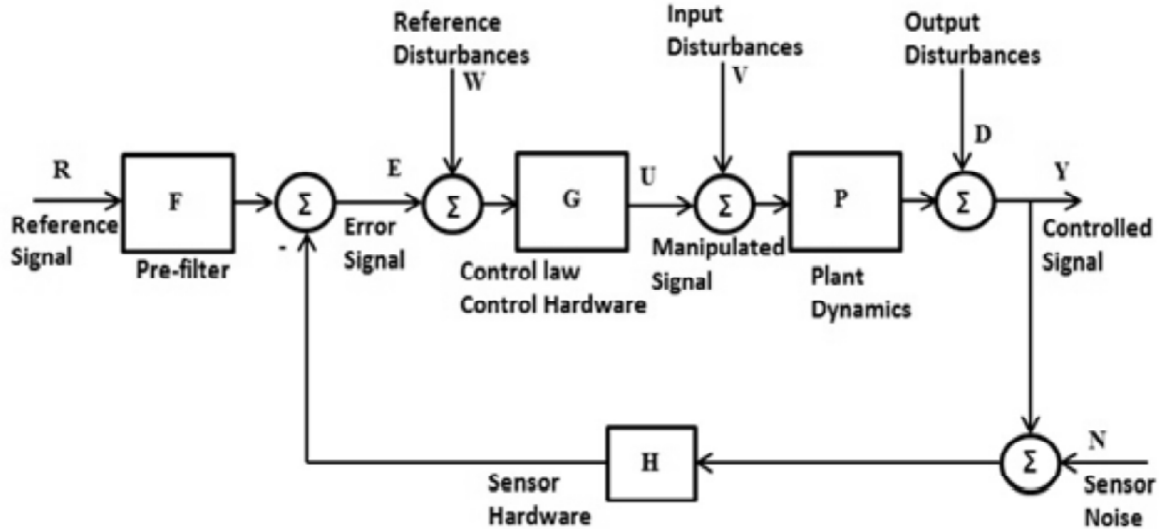 Reference
Disturbances
W
Input
Disturbances
V
Output
Disturbances
D
R
Reference
Signal
F
Pre-filter
Σ
-
E
Error
Signal
Σ
G
Control law
Control Hardware
U
Σ
Manipulated
Signal
P
Plant
Dynamics
Σ
Y
Controlled
Signal
H
Sensor
Hardware
Σ
N
Sensor
Noise